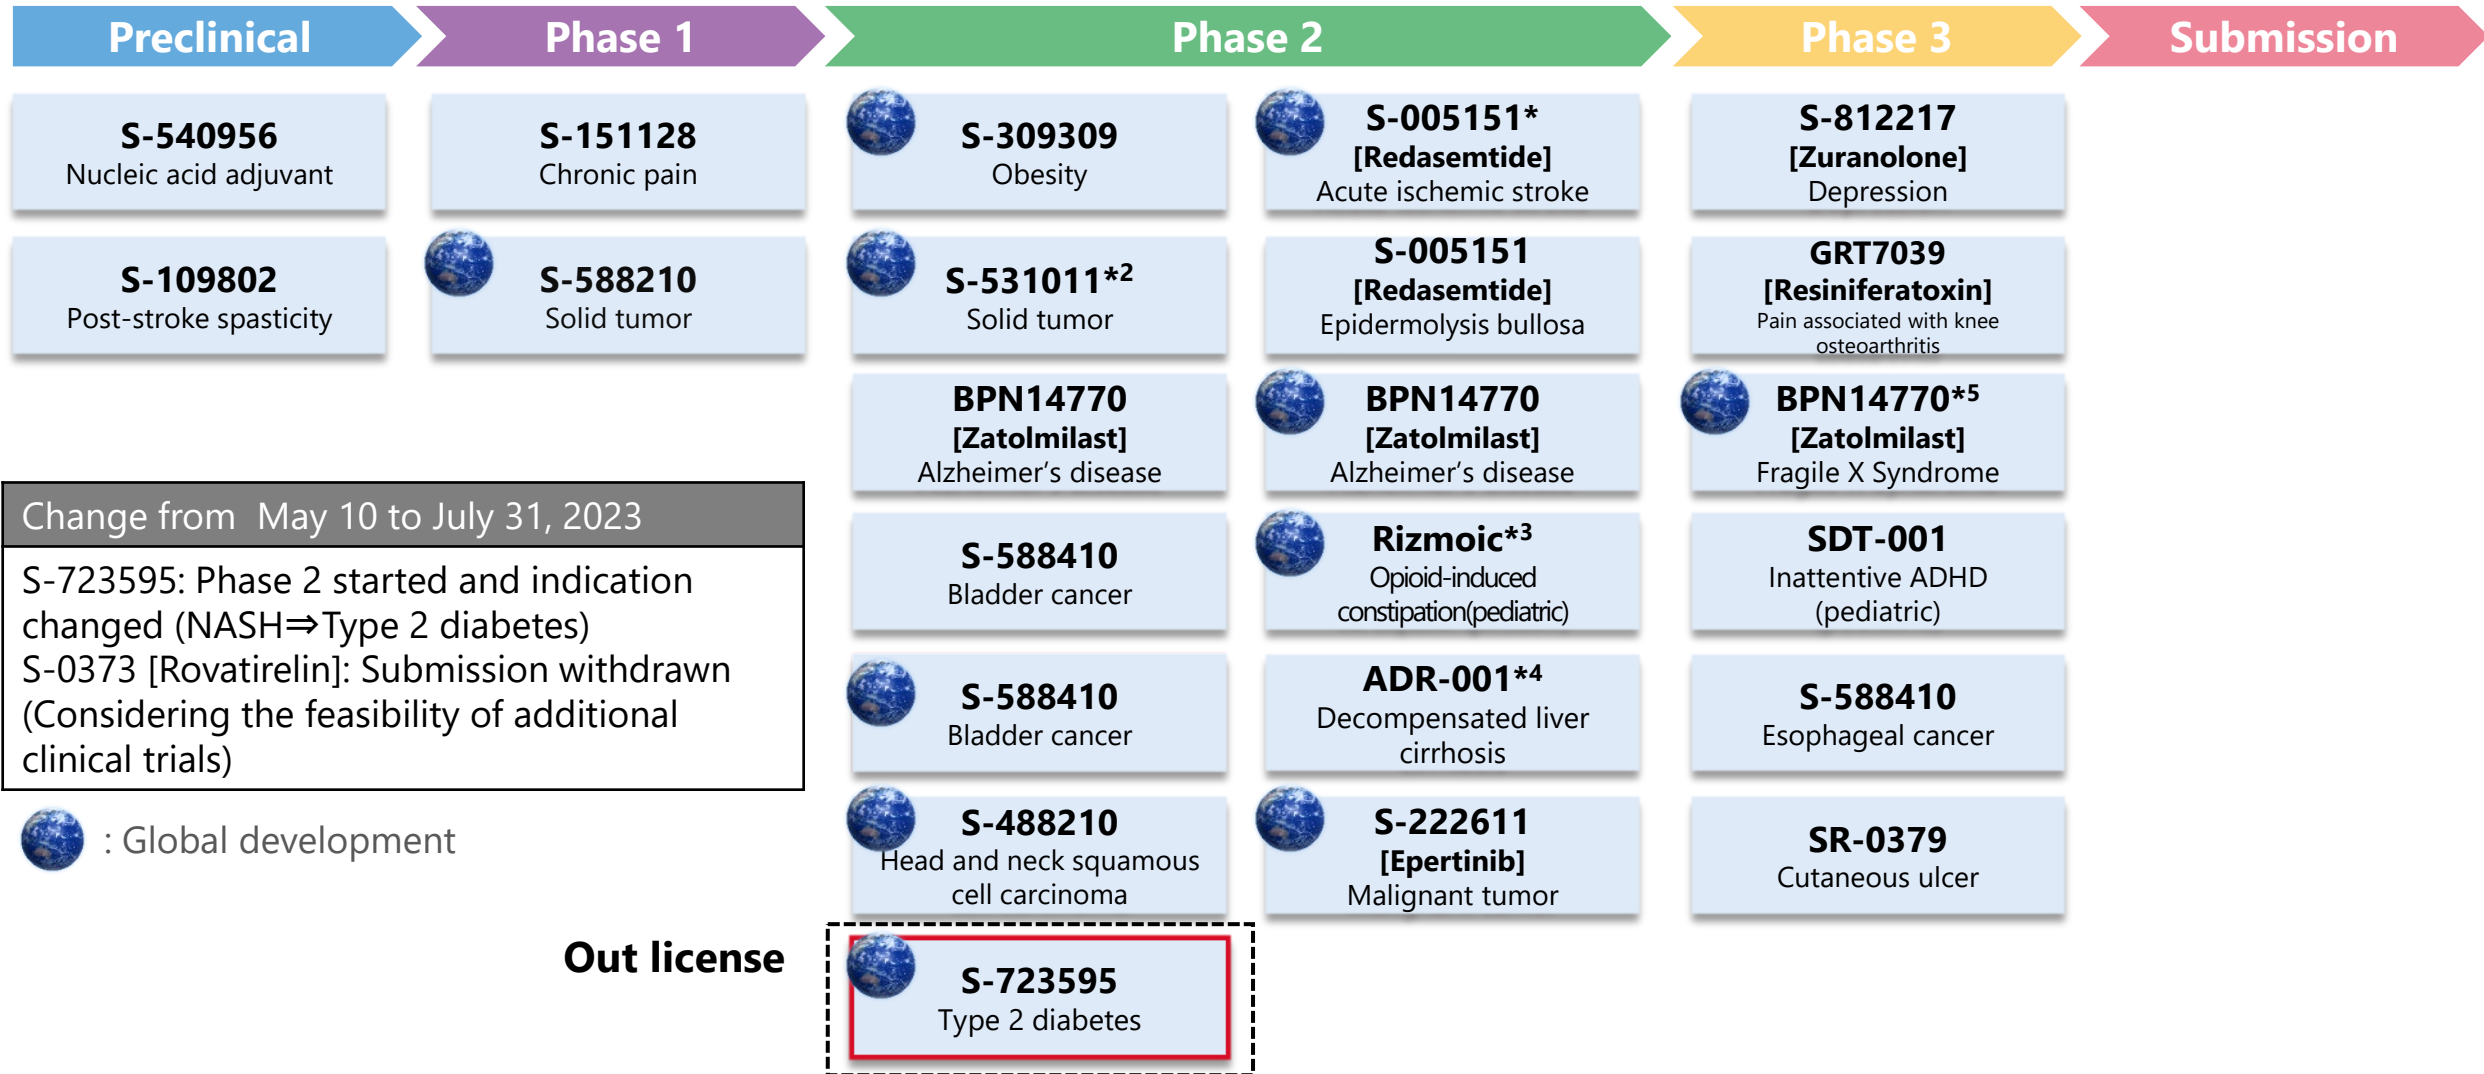 Preclinical
Phase 1
Phase 2
Phase 3
Submission
S-540956
Nucleic acid adjuvant
S-109802
Post-stroke spasticity
S-151128
Chronic pain
S-588210
Solid tumor
S-309309
Obesity
S-531011*2
Solid tumor
BPN14770
[Zatolmilast]
Alzheimer’s disease
S-588410
Bladder cancer
S-588410
Bladder cancer
S-488210
Head and neck squamous
cell carcinoma
S-005151*
[Redasemtide]
Acute ischemic stroke
S-005151
[Redasemtide]
Epidermolysis bullosa
BPN14770
[Zatolmilast]
Alzheimer’s disease
Rizmoic*3
Opioid-induced
constipation(pediatric)
ADR-001*4
Decompensated liver
cirrhosis
S-222611
[Epertinib]
Malignant tumor
S-812217
[Zuranolone]
Depression
GRT7039
[Resiniferatoxin]
Pain associated with knee
osteoarthritis
BPN14770*5
[Zatolmilast]
Fragile X Syndrome
SDT-001
Inattentive ADHD
(pediatric)
S-588410
Esophageal cancer
SR-0379
Cutaneous ulcer
Change from  May 10 to July 31, 2023
S-723595: Phase 2 started and indication
changed (NASH⇒Type 2 diabetes)
S-0373 [Rovatirelin]: Submission withdrawn
(Considering the feasibility of additional
clinical trials)
: Global development
Out license
S-723595
Type 2 diabetes